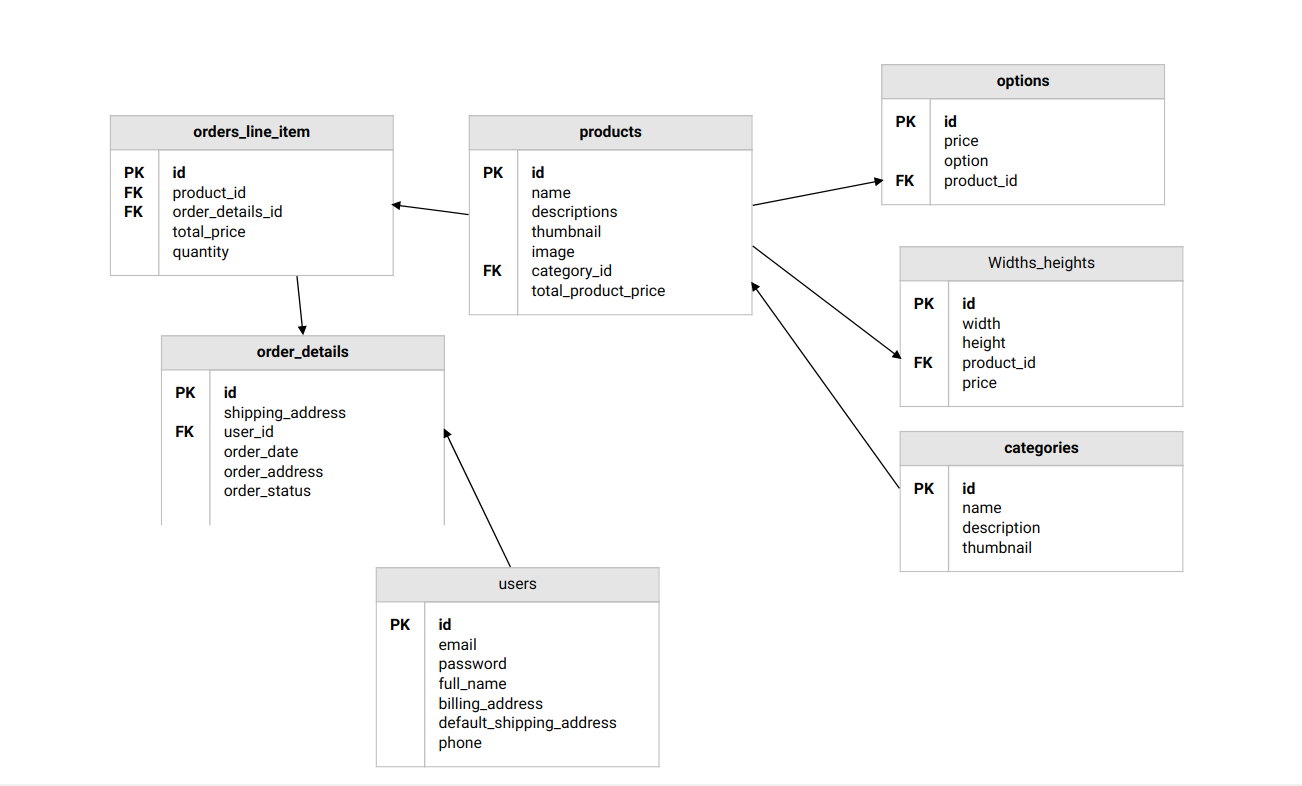 options
PK id
price
option
FK product_id
orders_line_item
PK id
FK product_id
FK order_details_id
total_price
quantity
products
PK id
name
descriptions
thumbnail
image
FK category_id
total_product_price
Widths_heights
PK id
width
height
FK product_id
price
order_details
PK id
shipping_address
FK user_id
order_date
order_address
order_status
categories
PK id
name
description
thumbnail
users
PK id
email
password
full_name
billing_address
default_shipping_address
phone